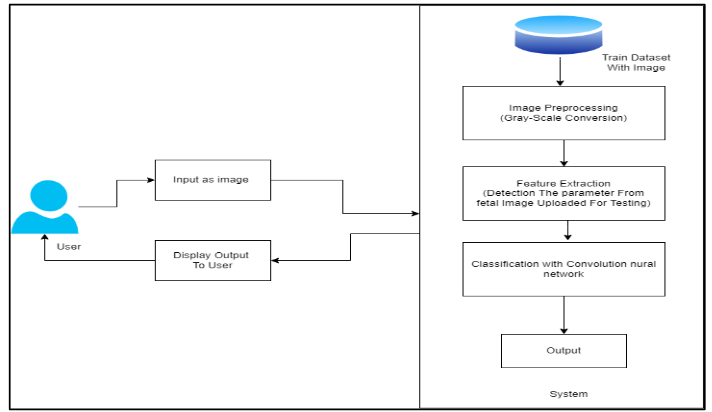 Train Dataset
With Image
Image Preprocessing
(Gray-Scale Conversion)
Feature Extraction
(Detection The parameter From
fetal Image Uploaded For Testing)
Classification with Convolution nural
network
Output
System
Input as image
Display Output
To User
User